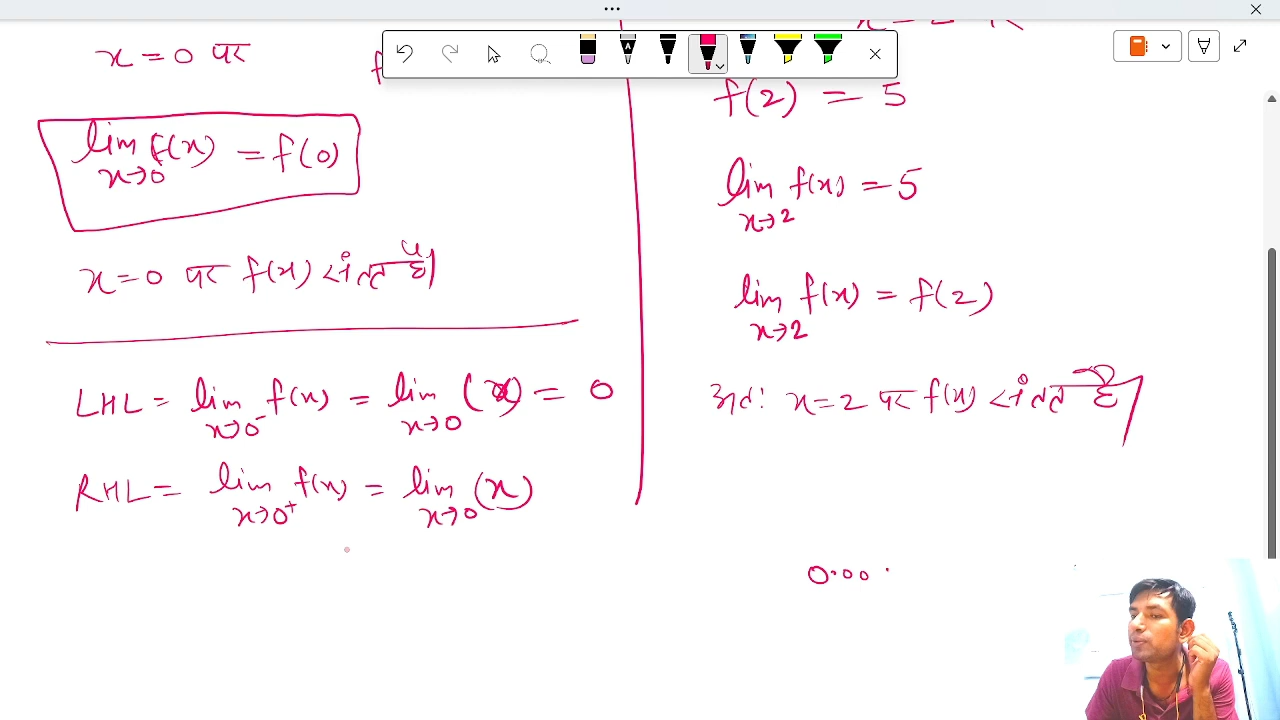 x = 0 पर
f
lim f(x) = f(0)
x→0
x = 0 पर f(x) संतत है।
LHL = lim f(x) = lim (x) = 0
x→0⁻ x→0
RHL = lim f(x) = lim (x)
x→0⁺ x→0
f(2) = 5
lim f(x) = 5
x→2
lim f(x) = f(2)
x→2
अतः x = 2 पर f(x) संतत है।
0.00